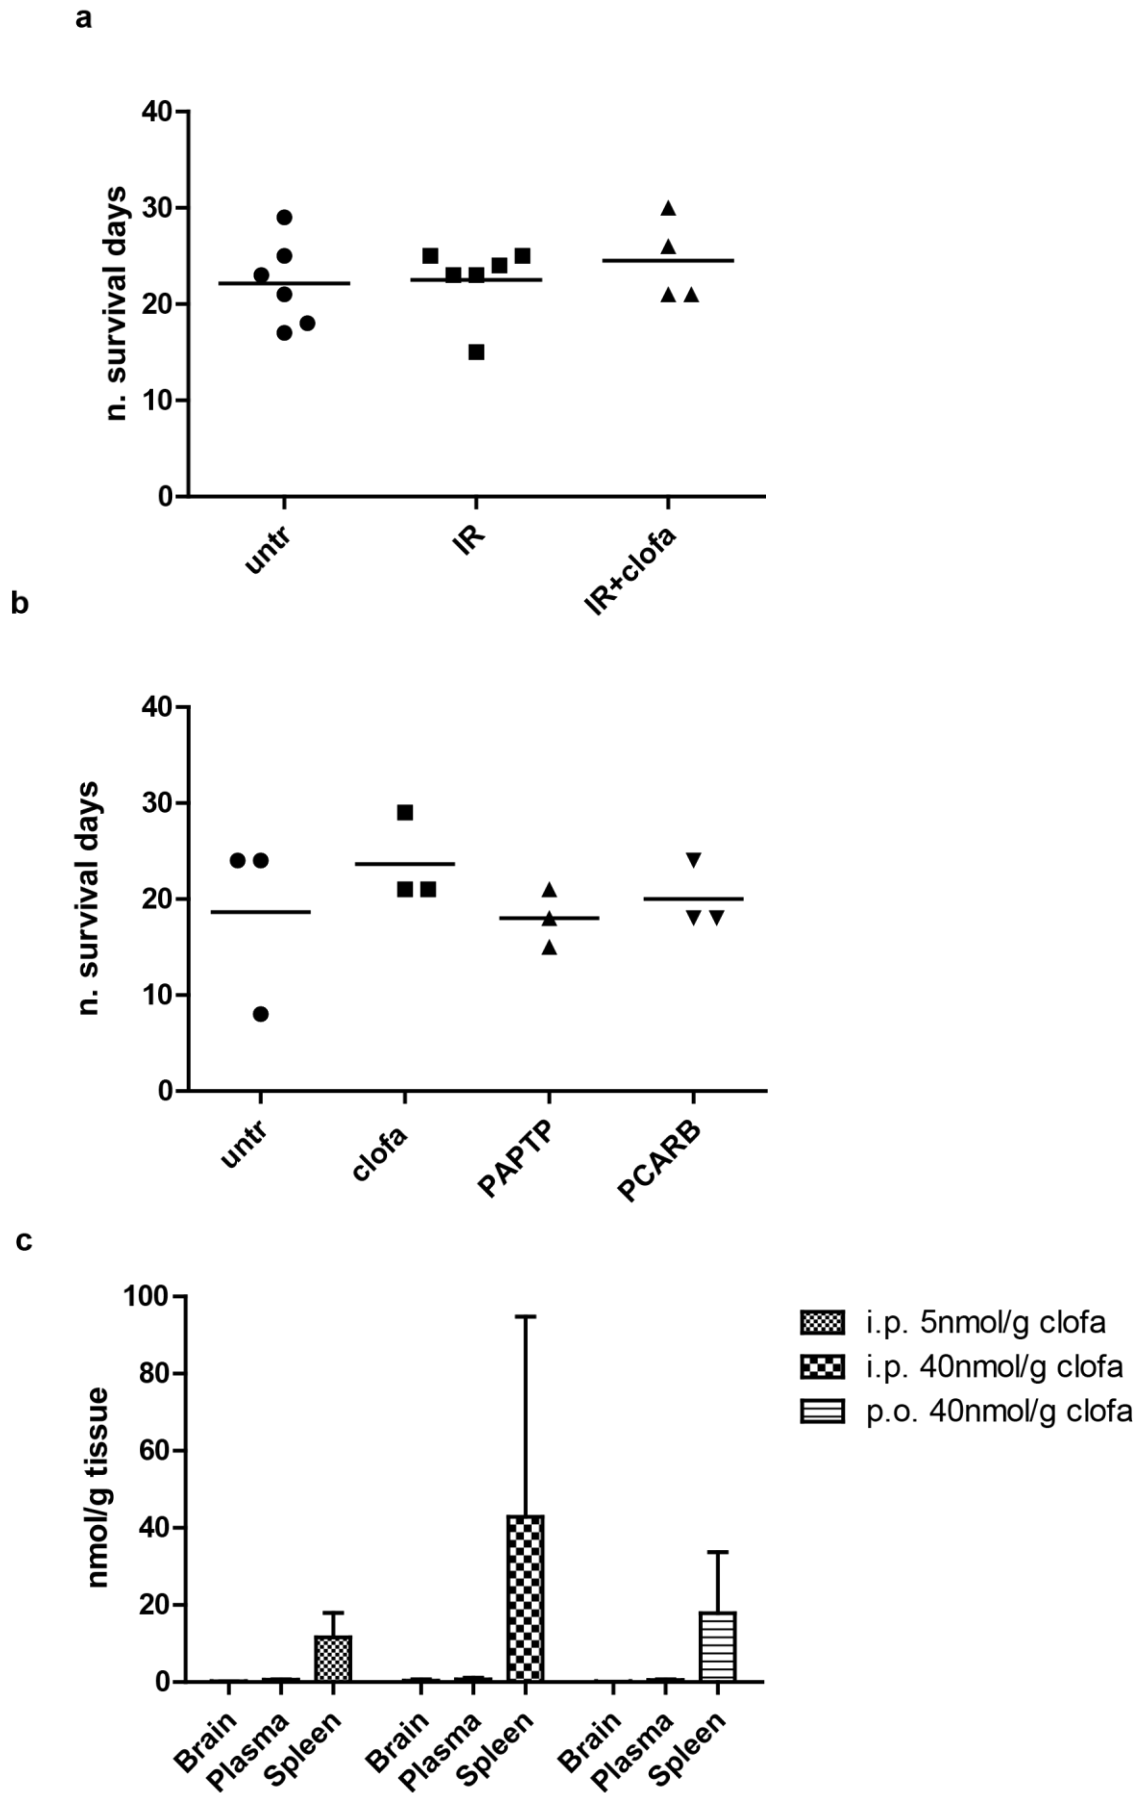 a
n. survival days
40
30
20
10
0
untr
IR
IR+clofa
b
n. survival days
40
30
20
10
0
untr
clofa
PAPTP
PCARB
c
nmol/g tissue
100
80
60
40
20
0
Brain
Plasma
Spleen
Brain
Plasma
Spleen
Brain
Plasma
Spleen
i.p. 5nmol/g clofa
i.p. 40nmol/g clofa
p.o. 40nmol/g clofa